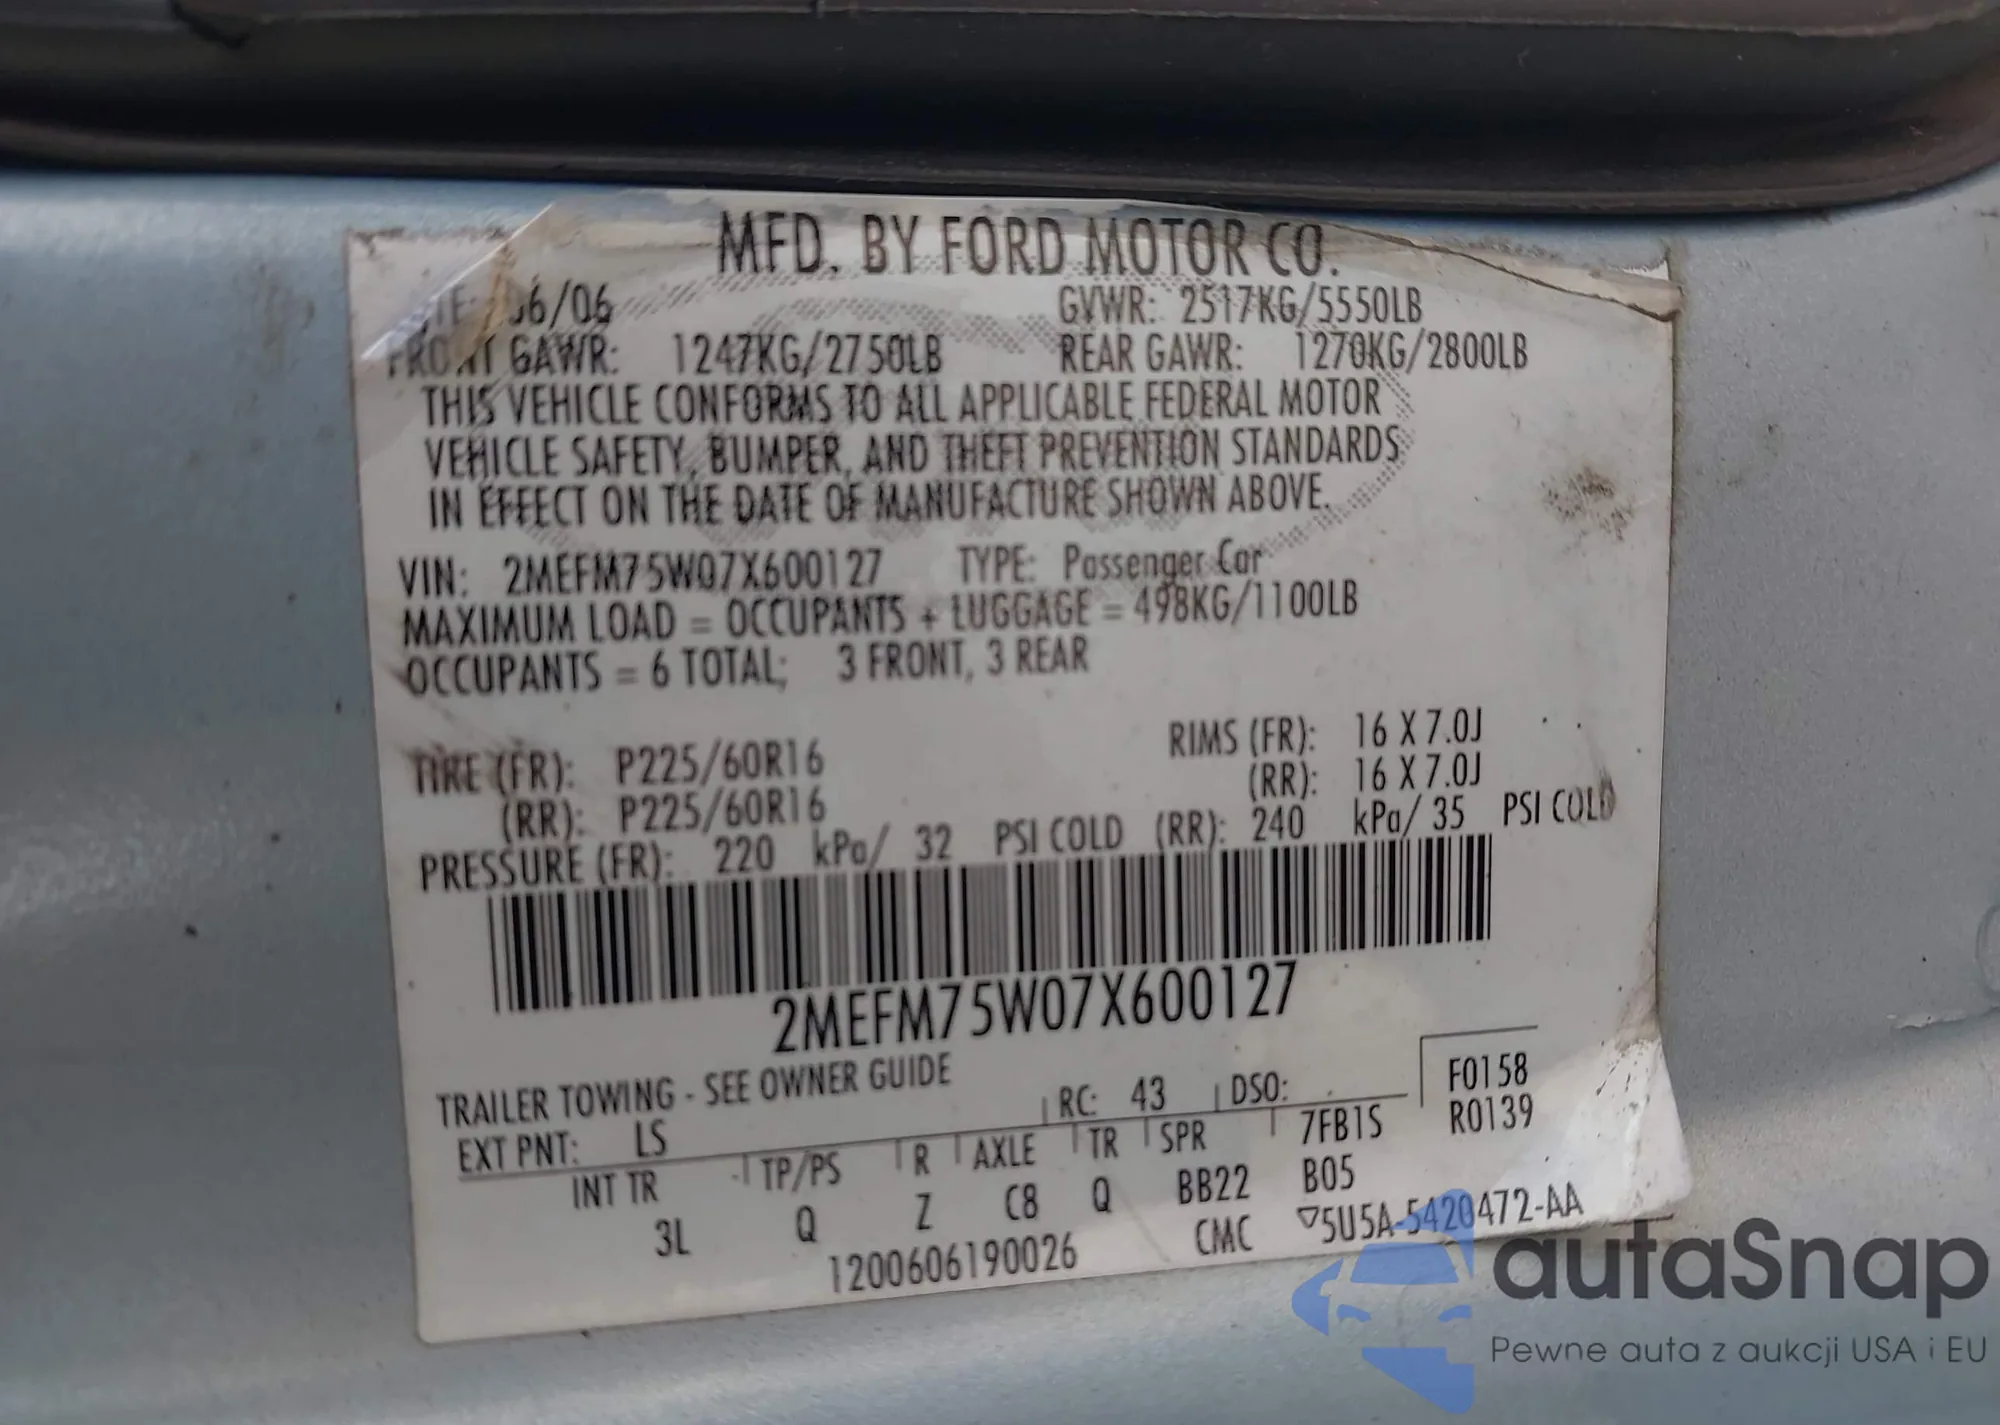 MFD. BY FORD MOTOR CO.
06/06 GVWR: 2517KG/5550LB
FRONT GAWR: 1247KG/2750LB REAR GAWR: 1270KG/2800LB
THIS VEHICLE CONFORMS TO ALL APPLICABLE FEDERAL MOTOR
VEHICLE SAFETY, BUMPER, AND THEFT PREVENTION STANDARDS
IN EFFECT ON THE DATE OF MANUFACTURE SHOWN ABOVE.
VIN: 2MEFM75W07X600127 TYPE: Passenger Car
MAXIMUM LOAD = OCCUPANTS + LUGGAGE = 498KG/1100LB
OCCUPANTS = 6 TOTAL; 3 FRONT, 3 REAR
TIRE (FR): P225/60R16 RIMS (FR): 16 X 7.0J
(RR): P225/60R16 (RR): 16 X 7.0J
PRESSURE (FR): 220 kPa/ 32 PSI COLD (RR): 240 kPa/ 35 PSI COLD
2MEFM75W07X600127
TRAILER TOWING - SEE OWNER GUIDE
EXT PNT: LS RC: 43 DSO: F0158
R0139
INT TR TP/PS R AXLE TR SPR 7FB1S
3L Q Z C8 Q BB22 B05
1200606190026 CMC ▽5U5A-5420472-AA
autaSnap
Pewne auta z aukcji USA i EU